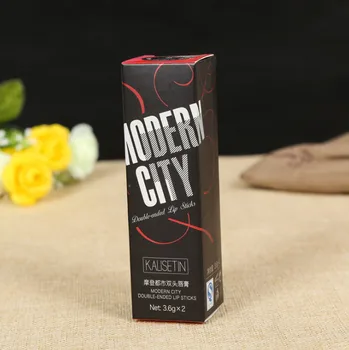 MODERN
CITY
Double-ended Lip Sticks
KALISETIN
摩登都市双头唇膏
MODERN CITY
DOUBLE-ENDED LIP STICKS
Net: 3.6g×2